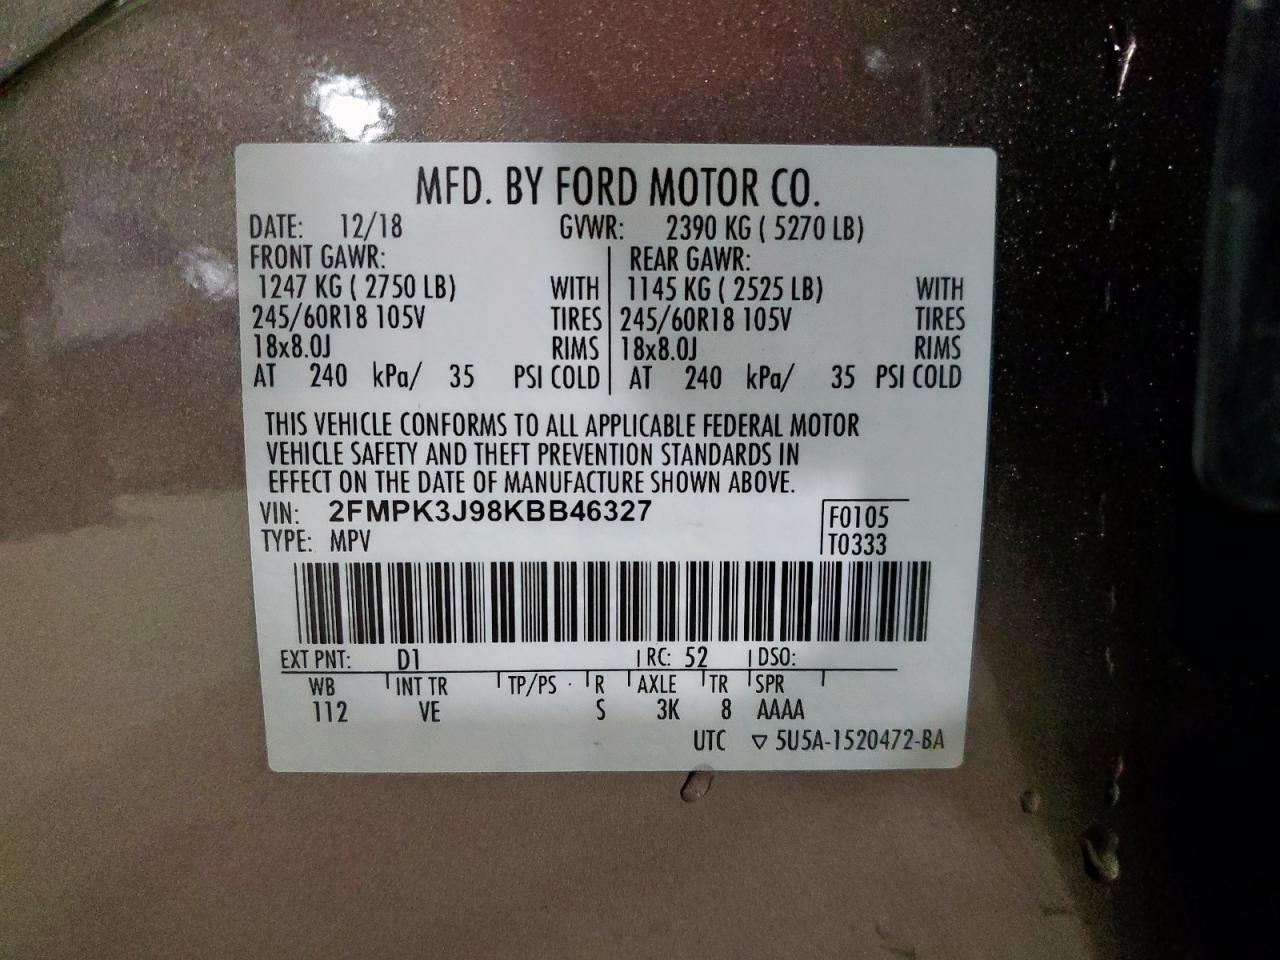 MFD. BY FORD MOTOR CO.
DATE: 12/18 GVWR: 2390 KG ( 5270 LB)
FRONT GAWR: REAR GAWR:
1247 KG ( 2750 LB) WITH 1145 KG ( 2525 LB) WITH
245/60R18 105V TIRES 245/60R18 105V TIRES
18x8.0J RIMS 18x8.0J RIMS
AT 240 kPa/ 35 PSI COLD AT 240 kPa/ 35 PSI COLD
THIS VEHICLE CONFORMS TO ALL APPLICABLE FEDERAL MOTOR
VEHICLE SAFETY AND THEFT PREVENTION STANDARDS IN
EFFECT ON THE DATE OF MANUFACTURE SHOWN ABOVE.
VIN: 2FMPK3J98KBB46327 F0105
TYPE: MPV T0333
EXT PNT: D1 RC: 52 DSO:
WB INT TR TP/PS R AXLE TR SPR
112 VE S 3K 8 AAAA
UTC ▽ 5U5A-1520472-BA